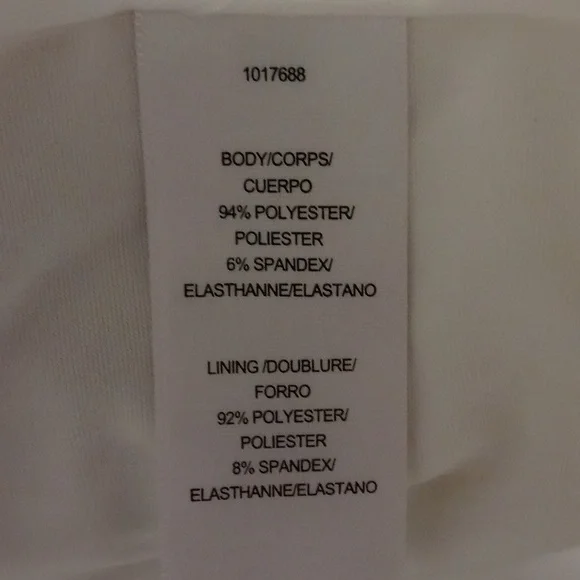 1017688
BODY/CORPS/
CUERPO
94% POLYESTER/
POLIESTER
6% SPANDEX/
ELASTHANNE/ELASTANO
LINING /DOUBLURE/
FORRO
92% POLYESTER/
POLIESTER
8% SPANDEX/
ELASTHANNE/ELASTANO